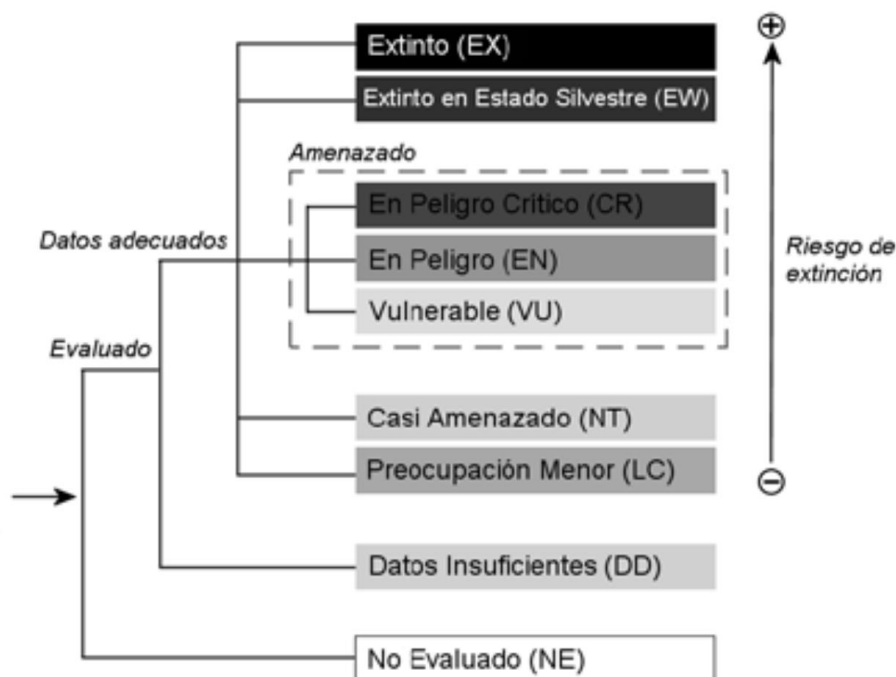 Extinto (EX)
Extinto en Estado Silvestre (EW)
Amenazado
En Peligro Critico (CR)
Datos adecuados
En Peligro (EN)
Riesgo de
extinción
Vulnerable (VU)
Evaluado
Casi Amenazado (NT)
Preocupación Menor (LC)
Datos Insuficientes (DD)
No Evaluado (NE)